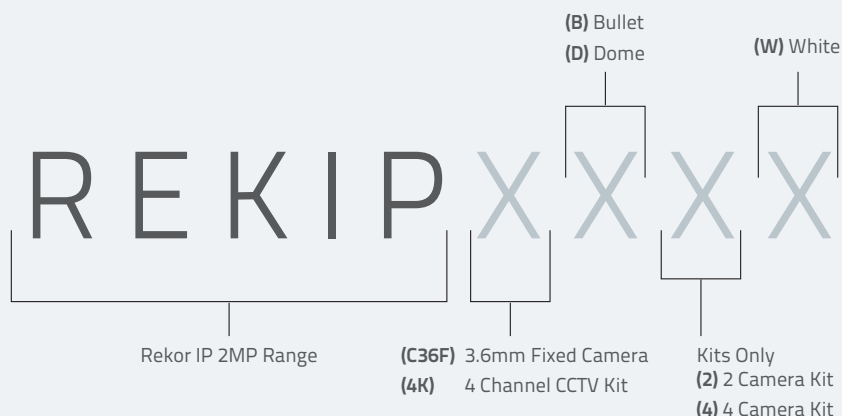 (B) Bullet
(D) Dome
(W) White
REKIPXXXX
Rekor IP 2MP Range
(C36F) 3.6mm Fixed Camera
(4K) 4 Channel CCTV Kit
Kits Only
(2) 2 Camera Kit
(4) 4 Camera Kit